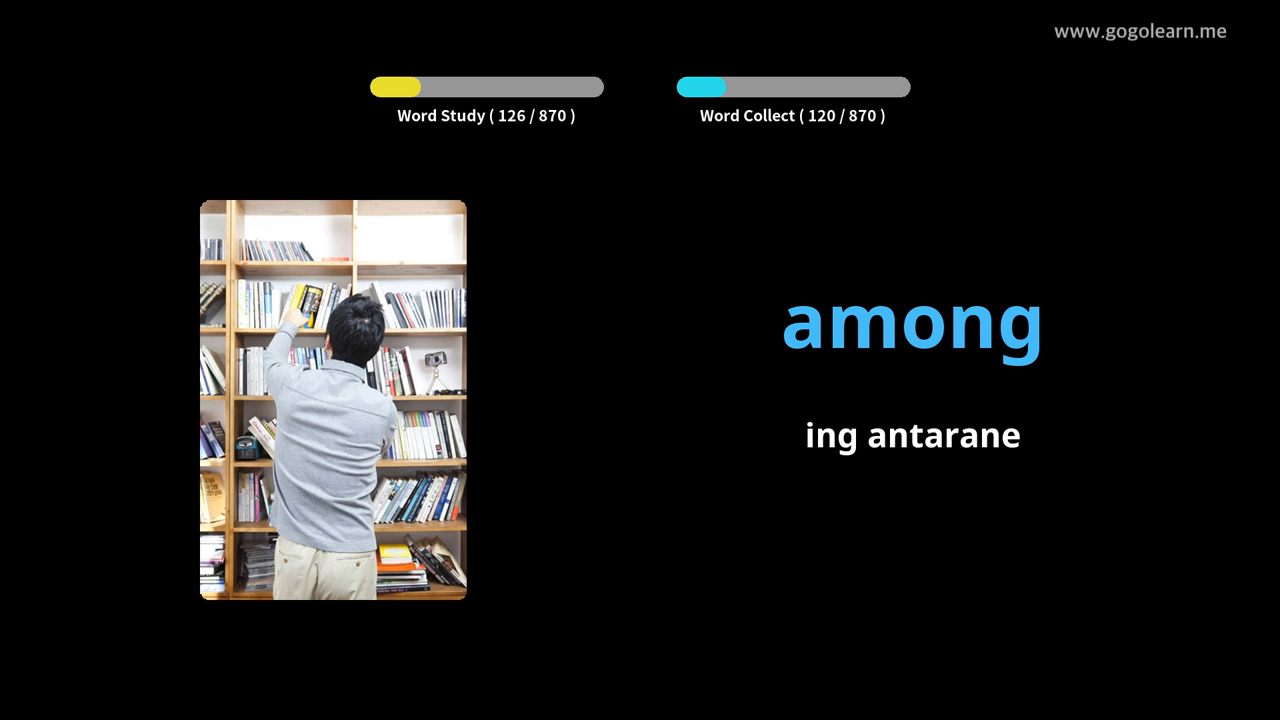 www.gogolearn.me
Word Study ( 126 / 870 )
Word Collect ( 120 / 870 )
among
ing antarane